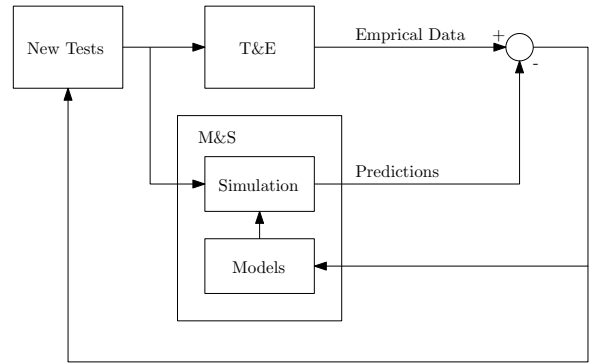 New Tests
T&E
Emprical Data
+
-
M&S
Simulation
Predictions
Models